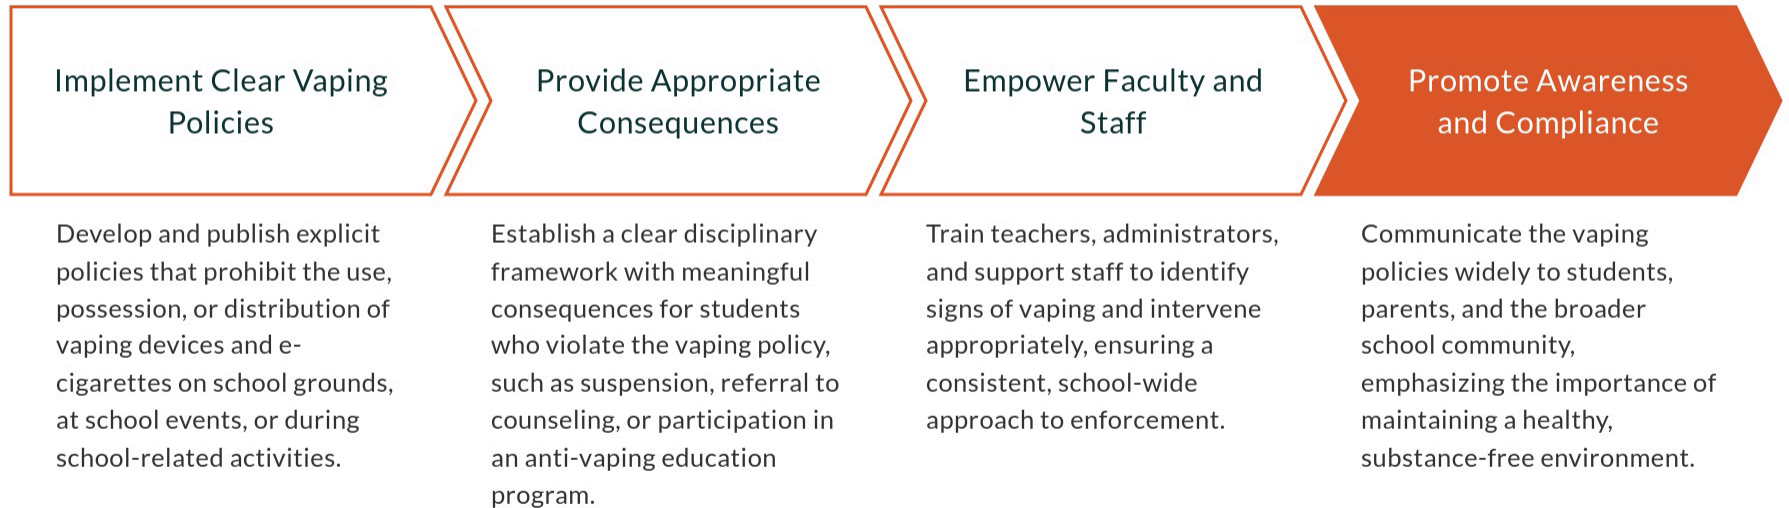 Implement Clear Vaping
Policies
Provide Appropriate
Consequences
Empower Faculty and
Staff
Promote Awareness
and Compliance
Develop and publish explicit
policies that prohibit the use,
possession, or distribution of
vaping devices and e-
cigarettes on school grounds,
at school events, or during
school-related activities.
Establish a clear disciplinary
framework with meaningful
consequences for students
who violate the vaping policy,
such as suspension, referral to
counseling, or participation in
an anti-vaping education
program.
Train teachers, administrators,
and support staff to identify
signs of vaping and intervene
appropriately, ensuring a
consistent, school-wide
approach to enforcement.
Communicate the vaping
policies widely to students,
parents, and the broader
school community,
emphasizing the importance of
maintaining a healthy,
substance-free environment.